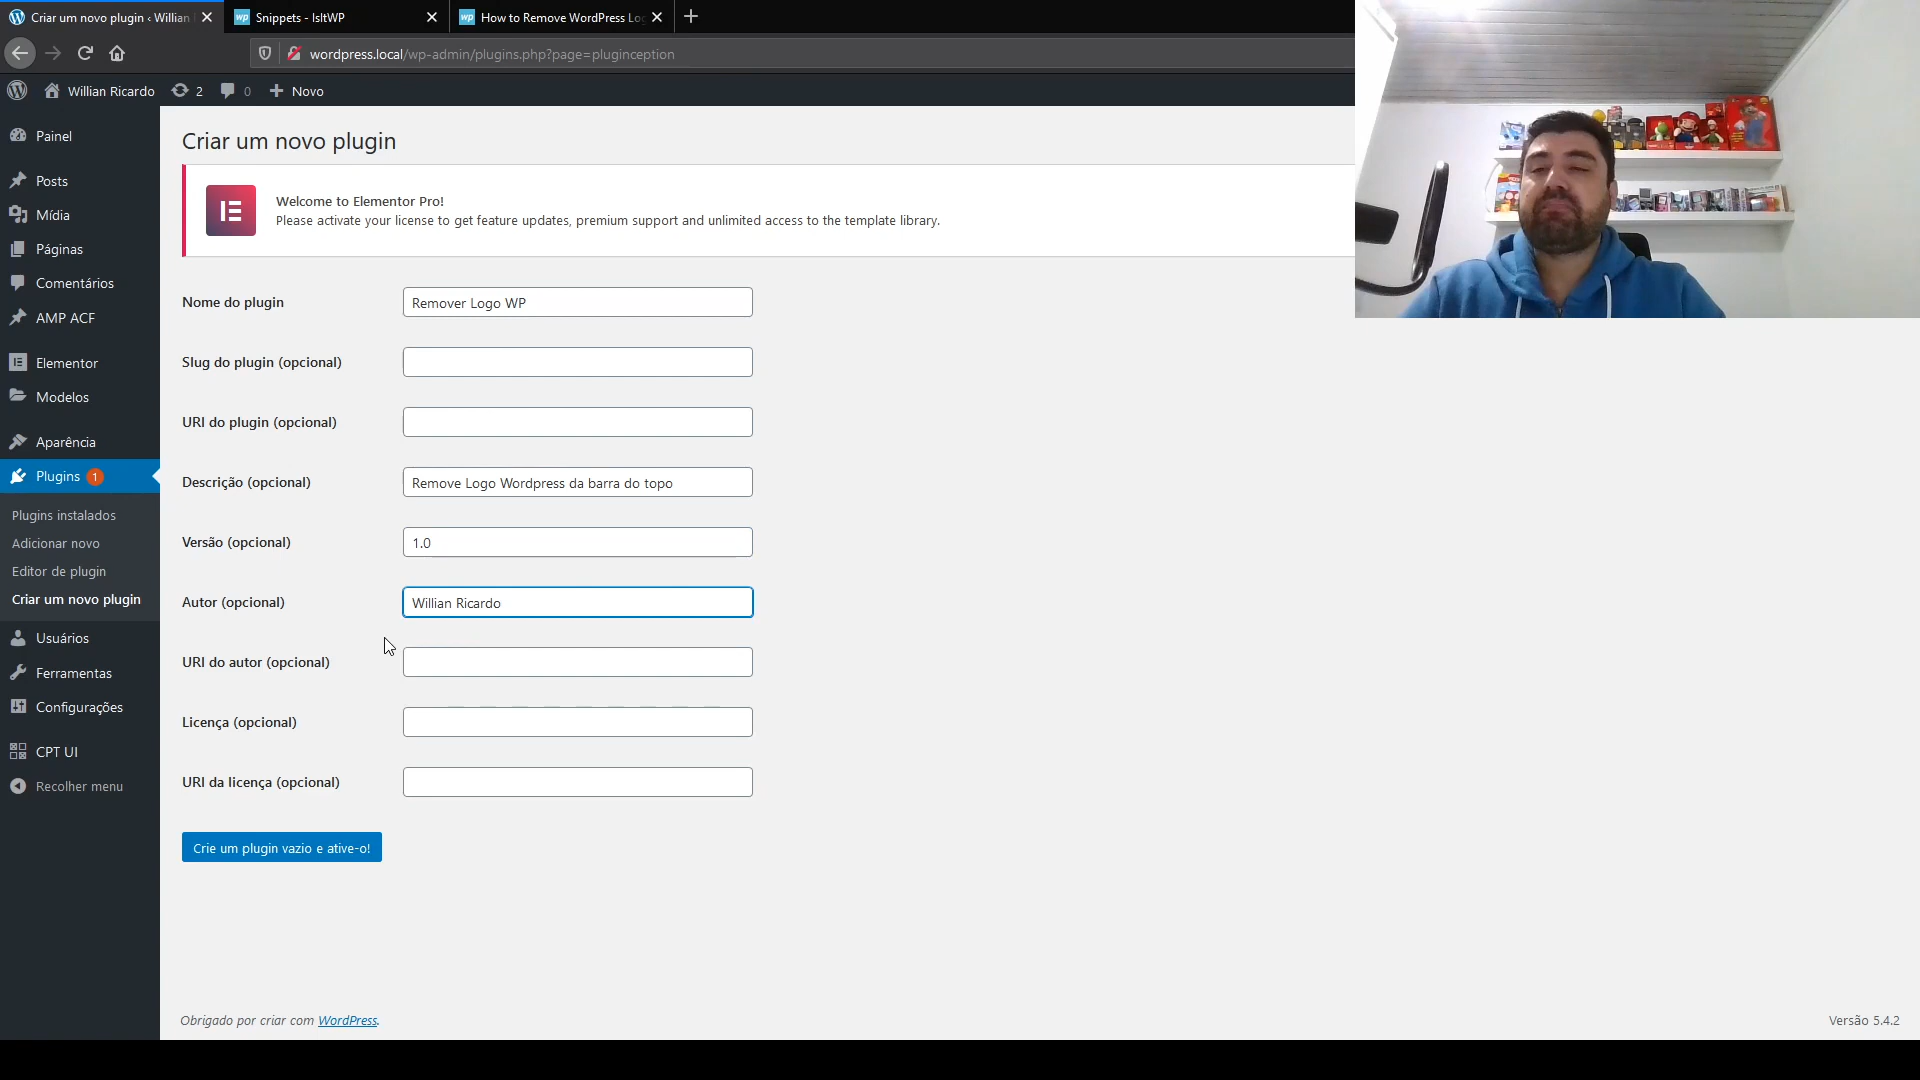 Criar um novo plugin ‹ Willian
Snippets - IsItWP
How to Remove WordPress Lo
wordpress.local/wp-admin/plugins.php?page=pluginception
Willian Ricardo
2
0
Novo
Painel
Posts
Mídia
Páginas
Comentários
AMP ACF
Elementor
Modelos
Aparência
Plugins 1
Plugins instalados
Adicionar novo
Editor de plugin
Criar um novo plugin
Usuários
Ferramentas
Configurações
CPT UI
Recolher menu
Criar um novo plugin
Welcome to Elementor Pro!
Please activate your license to get feature updates, premium support and unlimited access to the template library.
Nome do plugin
Remover Logo WP
Slug do plugin (opcional)
URI do plugin (opcional)
Descrição (opcional)
Remove Logo Wordpress da barra do topo
Versão (opcional)
1.0
Autor (opcional)
Willian Ricardo
URI do autor (opcional)
Licença (opcional)
URI da licença (opcional)
Crie um plugin vazio e ative-o!
Obrigado por criar com WordPress.
Versão 5.4.2